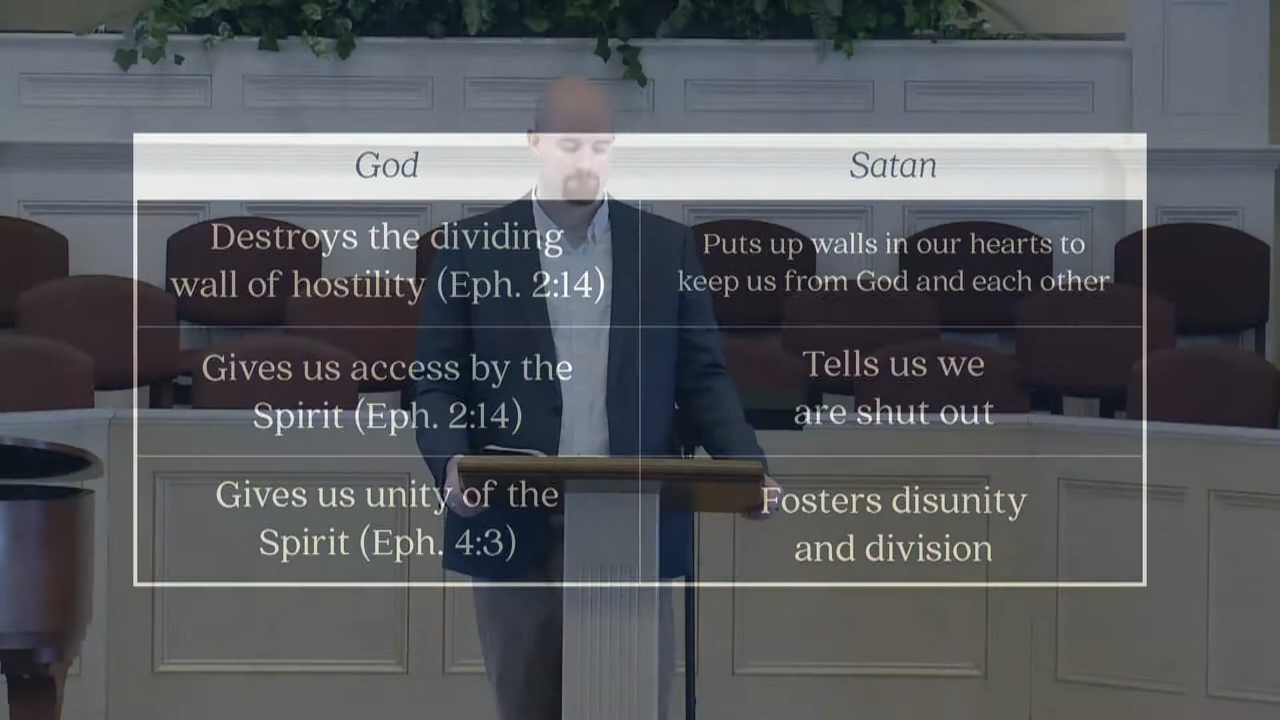 God
Satan
Destroys the dividing
wall of hostility (Eph. 2:14)
Puts up walls in our hearts to
keep us from God and each other
Gives us access by the
Spirit (Eph. 2:14)
Tells us we
are shut out
Gives us unity of the
Spirit (Eph. 4:3)
Fosters disunity
and division